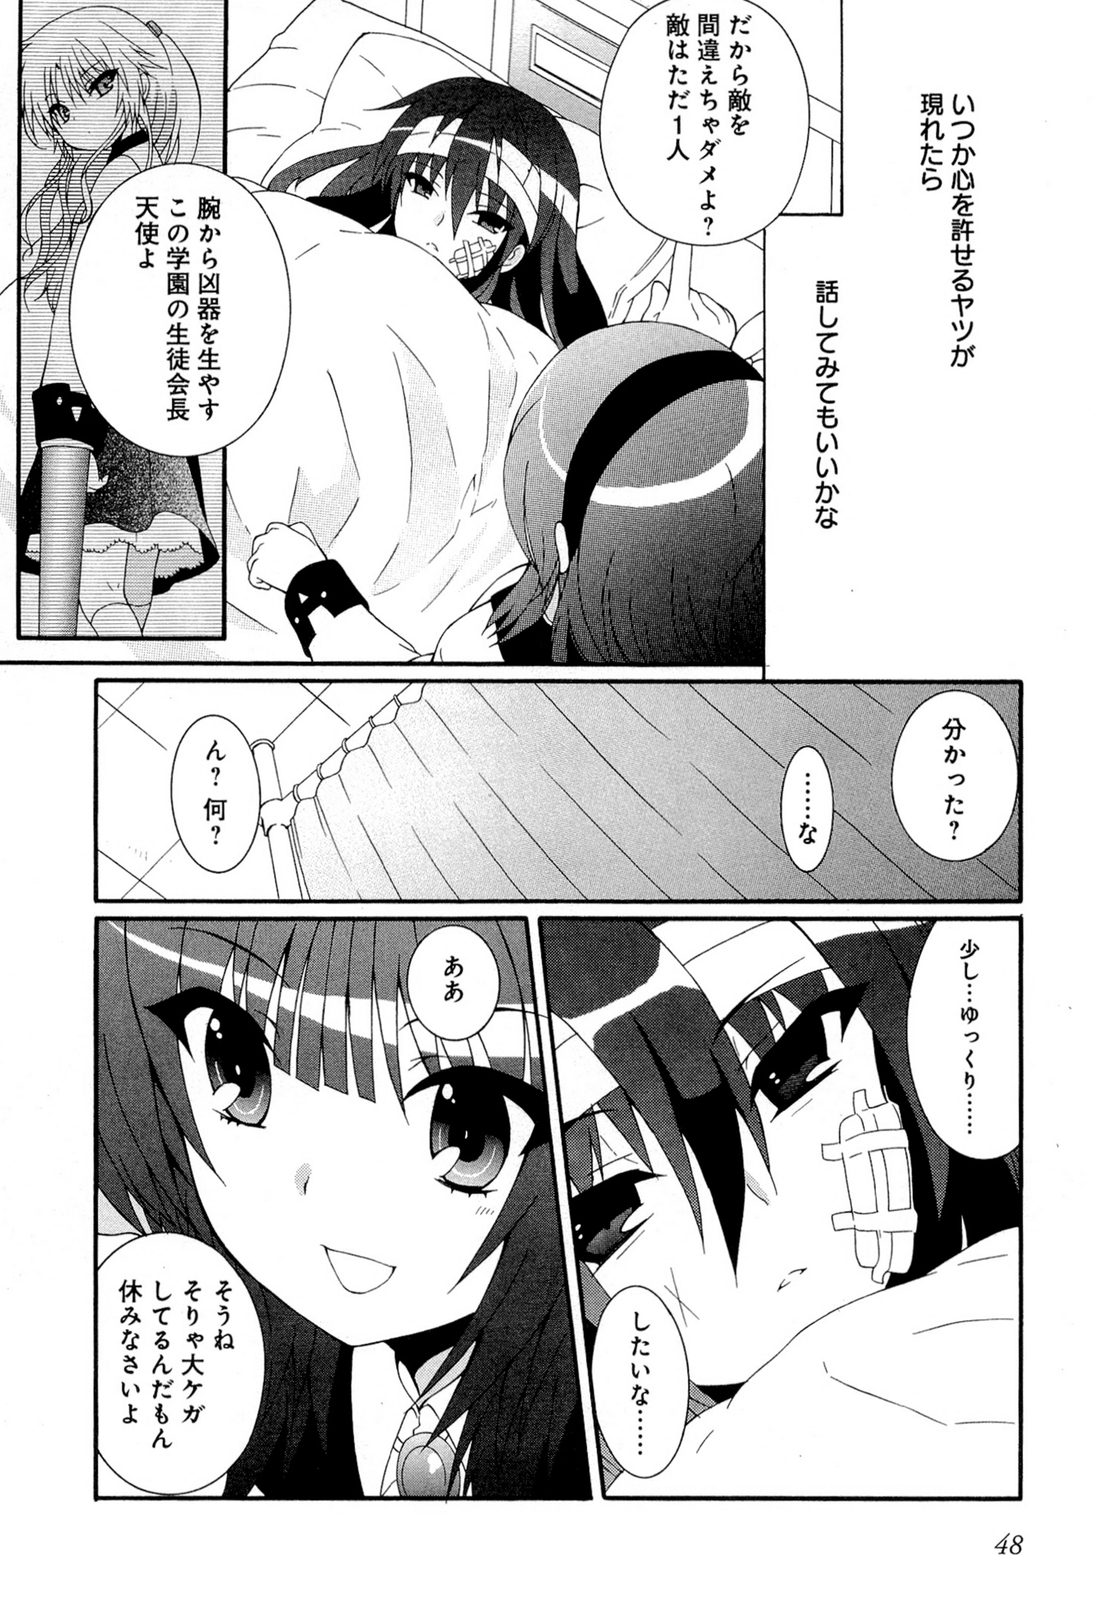 いつか心を許せるヤツが
現れたら
話してみてもいいかな
だから敵を
間違えちゃダメよ?
敵はただ1人
腕から凶器を生やす
この学園の生徒会長
天使よ
分かった?
……な
ん?何?
少し…ゆっくり……
したいな……
ああ
そうね
そりゃ大ケガ
してるんだもん
休みなさいよ
48